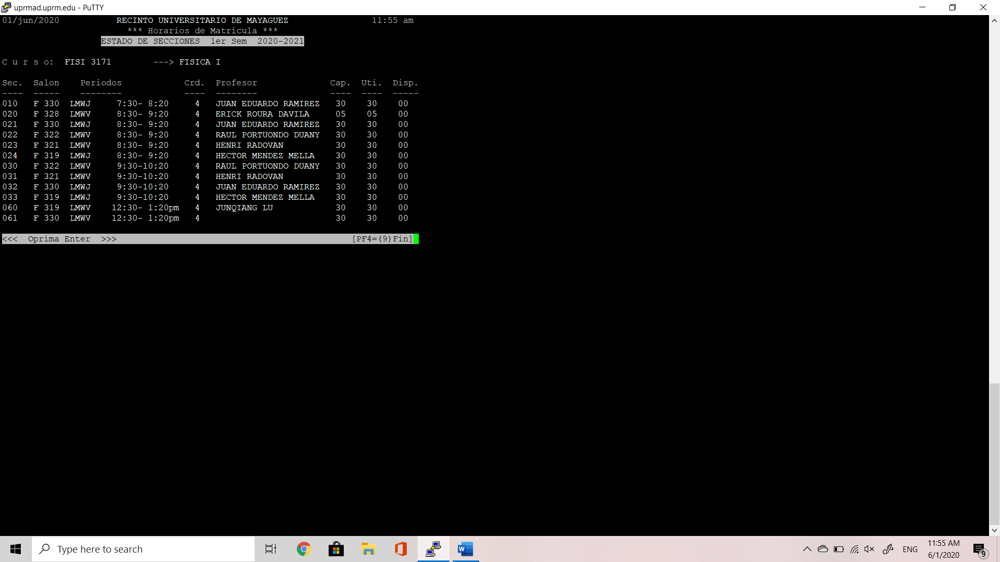 uprmad.uprm.edu - PuTTY
01/jun/2020 RECINTO UNIVERSITARIO DE MAYAGUEZ 11:55 am
*** Horarios de Matricula ***
ESTADO DE SECCIONES 1er Sem 2020-2021
C u r s o: FISI 3171 ---> FISICA I
Sec. Salon Periodos Crd. Profesor Cap. Uti. Disp.
---- ----- -------- ---- -------- ---- ---- -----
010 F 330 LMWJ 7:30- 8:20 4 JUAN EDUARDO RAMIREZ 30 30 00
020 F 328 LMWV 8:30- 9:20 4 ERICK ROURA DAVILA 05 05 00
021 F 330 LMWJ 8:30- 9:20 4 JUAN EDUARDO RAMIREZ 30 30 00
022 F 322 LMWV 8:30- 9:20 4 RAUL PORTUONDO DUANY 30 30 00
023 F 321 LMWV 8:30- 9:20 4 HENRI RADOVAN 30 30 00
024 F 319 LMWJ 8:30- 9:20 4 HECTOR MENDEZ MELLA 30 30 00
030 F 322 LMWV 9:30-10:20 4 RAUL PORTUONDO DUANY 30 30 00
031 F 321 LMWV 9:30-10:20 4 HENRI RADOVAN 30 30 00
032 F 330 LMWJ 9:30-10:20 4 JUAN EDUARDO RAMIREZ 30 30 00
033 F 319 LMWJ 9:30-10:20 4 HECTOR MENDEZ MELLA 30 30 00
060 F 319 LMWV 12:30- 1:20pm 4 JUNQIANG LU 30 30 00
061 F 330 LMWV 12:30- 1:20pm 4 30 30 00
<<< Oprima Enter >>> [PF4=(9)Fin]
Type here to search
W
ENG
11:55 AM
6/1/2020
9